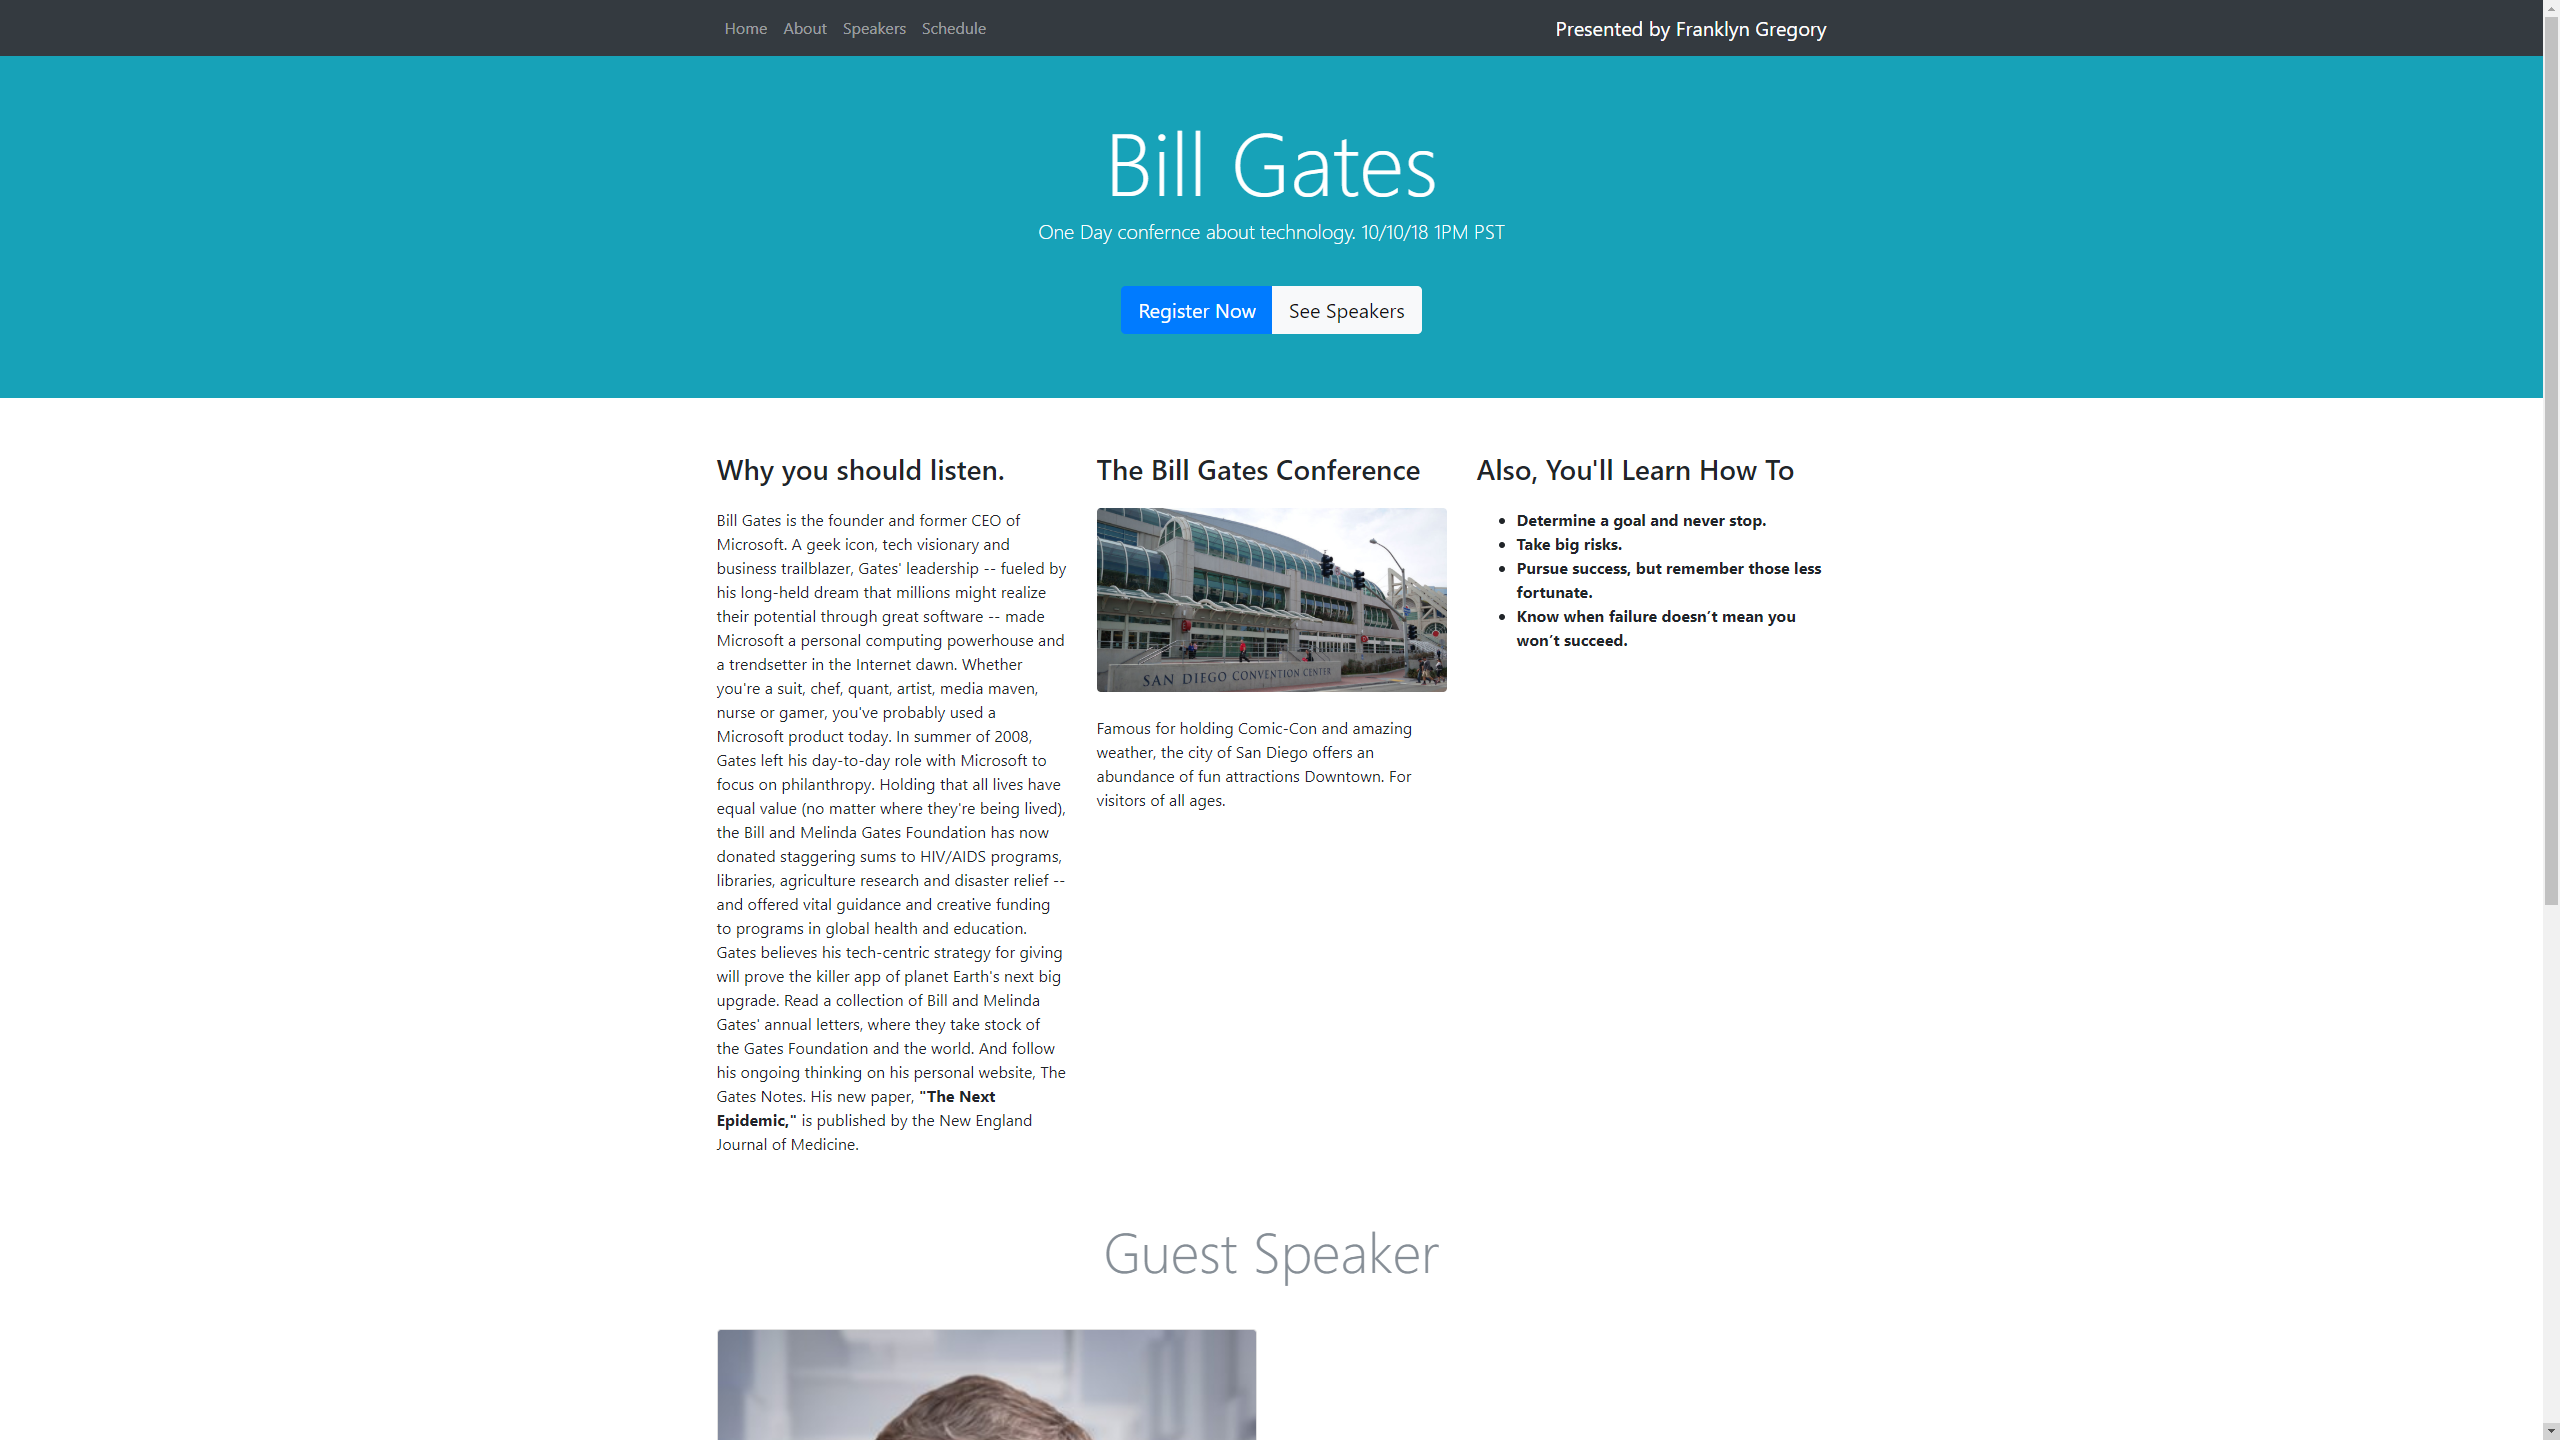 Home About Speakers Schedule
Presented by Franklyn Gregory
Bill Gates
One Day confernce about technology. 10/10/18 1PM PST
Register Now
See Speakers
Why you should listen.
Bill Gates is the founder and former CEO of
Microsoft. A geek icon, tech visionary and
business trailblazer, Gates' leadership -- fueled by
his long-held dream that millions might realize
their potential through great software -- made
Microsoft a personal computing powerhouse and
a trendsetter in the Internet dawn. Whether
you're a suit, chef, quant, artist, media maven,
nurse or gamer, you've probably used a
Microsoft product today. In summer of 2008,
Gates left his day-to-day role with Microsoft to
focus on philanthropy. Holding that all lives have
equal value (no matter where they're being lived),
the Bill and Melinda Gates Foundation has now
donated staggering sums to HIV/AIDS programs,
libraries, agriculture research and disaster relief --
and offered vital guidance and creative funding
to programs in global health and education.
Gates believes his tech-centric strategy for giving
will prove the killer app of planet Earth's next big
upgrade. Read a collection of Bill and Melinda
Gates' annual letters, where they take stock of
the Gates Foundation and the world. And follow
his ongoing thinking on his personal website, The
Gates Notes. His new paper, "The Next
Epidemic," is published by the New England
Journal of Medicine.
The Bill Gates Conference
SAN DIEGO CONVENTION CENTER
Famous for holding Comic-Con and amazing
weather, the city of San Diego offers an
abundance of fun attractions Downtown. For
visitors of all ages.
Also, You'll Learn How To
• Determine a goal and never stop.
• Take big risks.
• Pursue success, but remember those less
fortunate.
• Know when failure doesn’t mean you
won’t succeed.
Guest Speaker